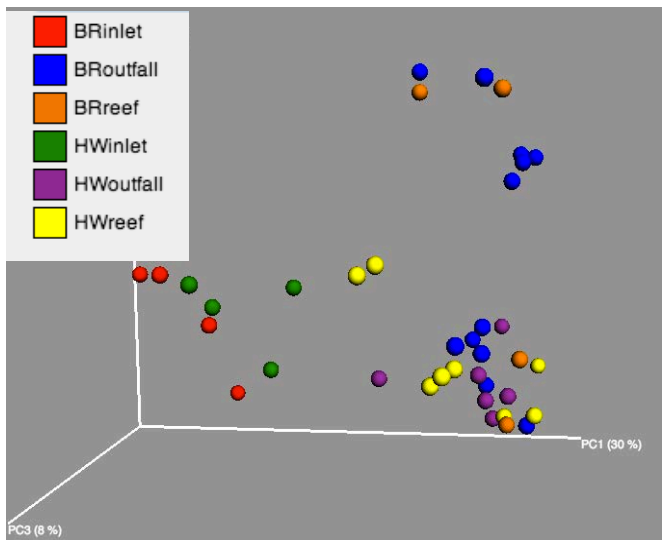 BRinlet
BRoutfall
BRreef
HWinlet
HWoutfall
HWreef
PC1 (30 %)
PC3 (8 %)